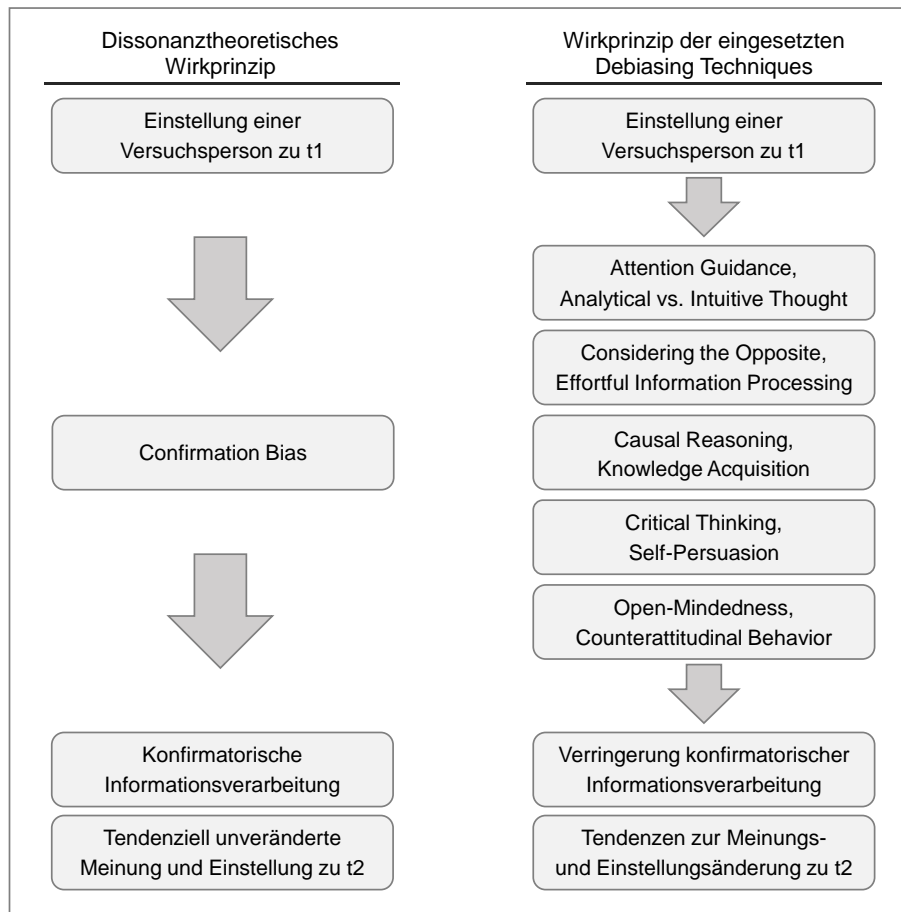 Dissonanztheoretisches
Wirkprinzip
Einstellung einer
Versuchsperson zu t1
Confirmation Bias
Konfirmatorische
Informationsverarbeitung
Tendenziell unveränderte
Meinung und Einstellung zu t2
Wirkprinzip der eingesetzten
Debiasing Techniques
Einstellung einer
Versuchsperson zu t1
Attention Guidance,
Analytical vs. Intuitive Thought
Considering the Opposite,
Effortful Information Processing
Causal Reasoning,
Knowledge Acquisition
Critical Thinking,
Self-Persuasion
Open-Mindedness,
Counterattitudinal Behavior
Verringerung konfirmatorischer
Informationsverarbeitung
Tendenzen zur Meinungs-
und Einstellungsänderung zu t2